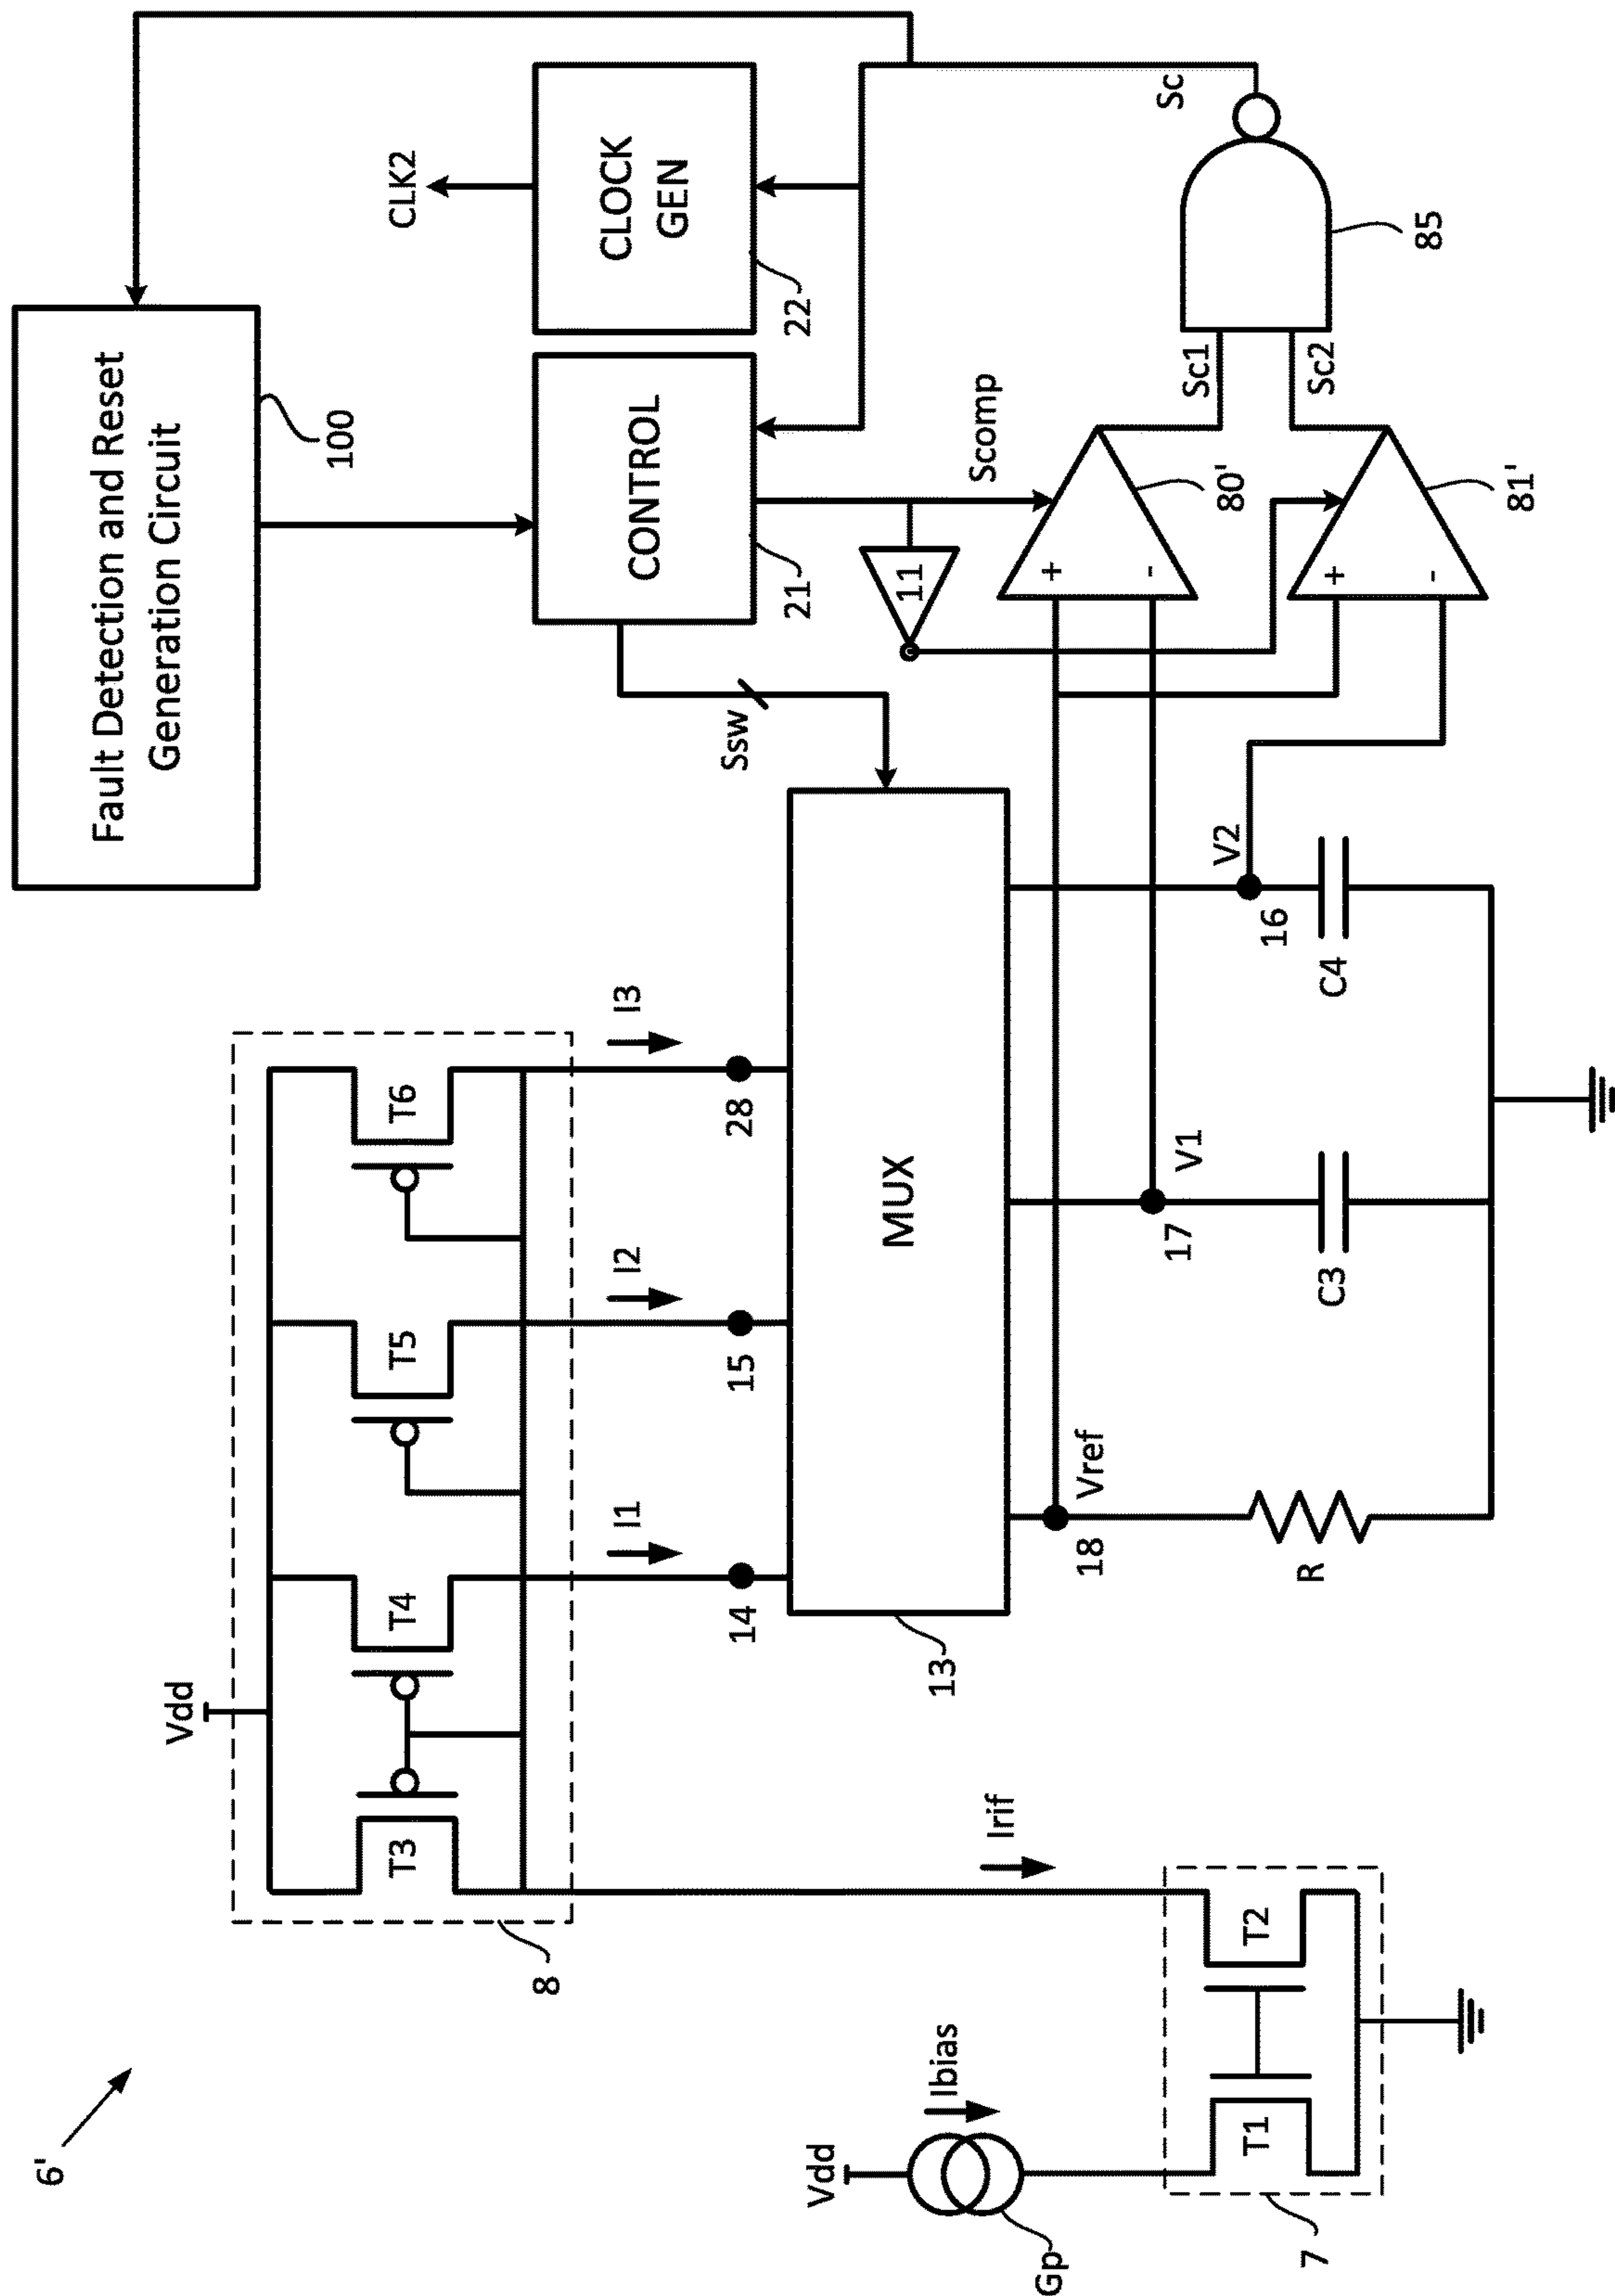 6'
Vdd
Gp
Ibias
T1
T2
7
Irif
Vdd
T3
T4
T5
T6
8
I1
I2
I3
14
15
28
MUX
13
18
Vref
17
V1
16
V2
R
C3
C4
Fault Detection and Reset
Generation Circuit
100
CONTROL
21
CLOCK
GEN
22
CLK2
Ssw
Scomp
11
+
-
80'
+
-
81'
Sc1
Sc2
85
Sc